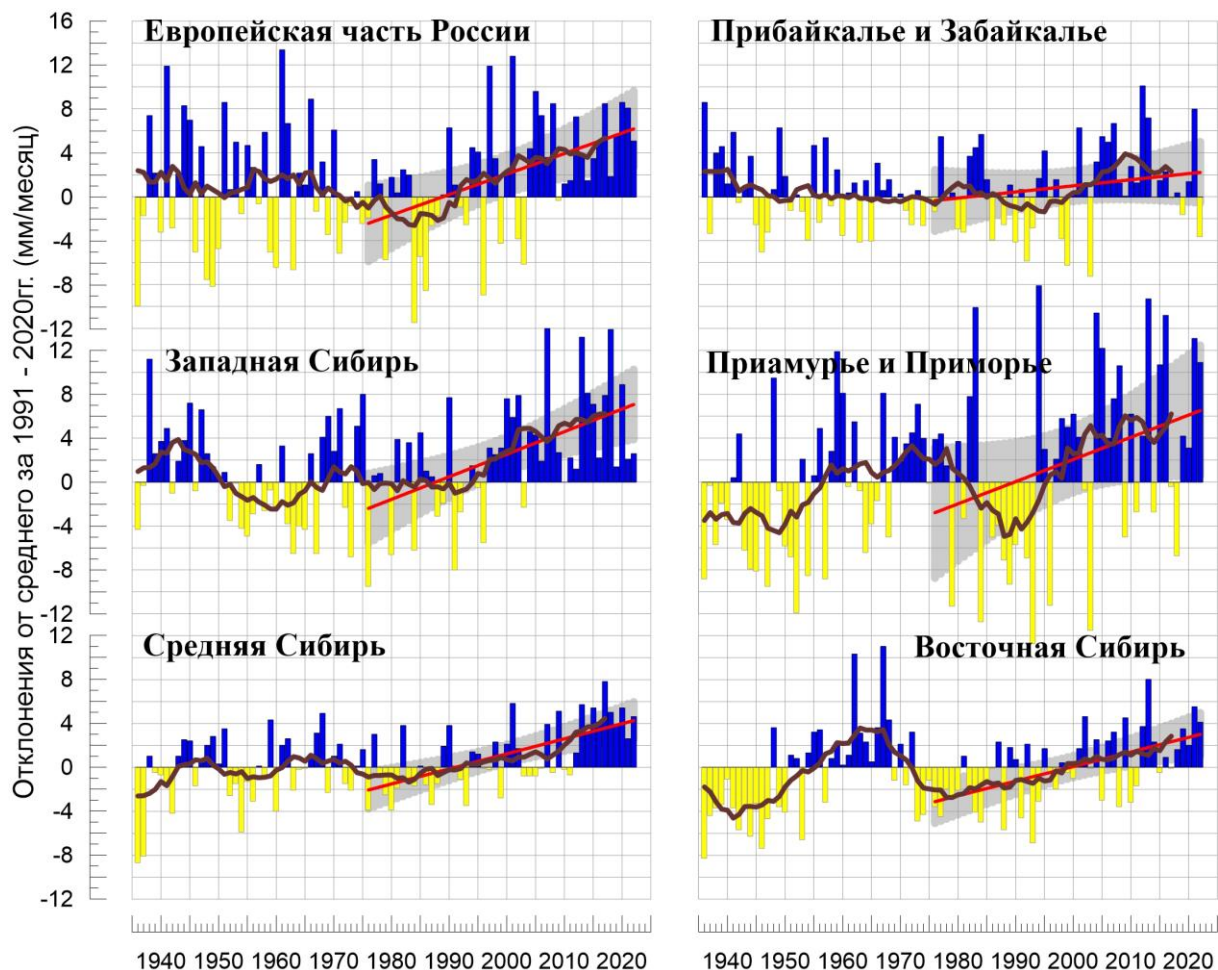 Отклонения от среднего за 1991 - 2020гг. (мм/месяц)
16
12
8
4
0
-4
-8
-12
12
8
4
0
-4
-8
-12
12
8
4
0
-4
-8
-12
Европейская часть России
Прибайкалье и Забайкалье
Западная Сибирь
Приамурье и Приморье
Средняя Сибирь
Восточная Сибирь
1940 1950 1960 1970 1980 1990 2000 2010 2020
1940 1950 1960 1970 1980 1990 2000 2010 2020